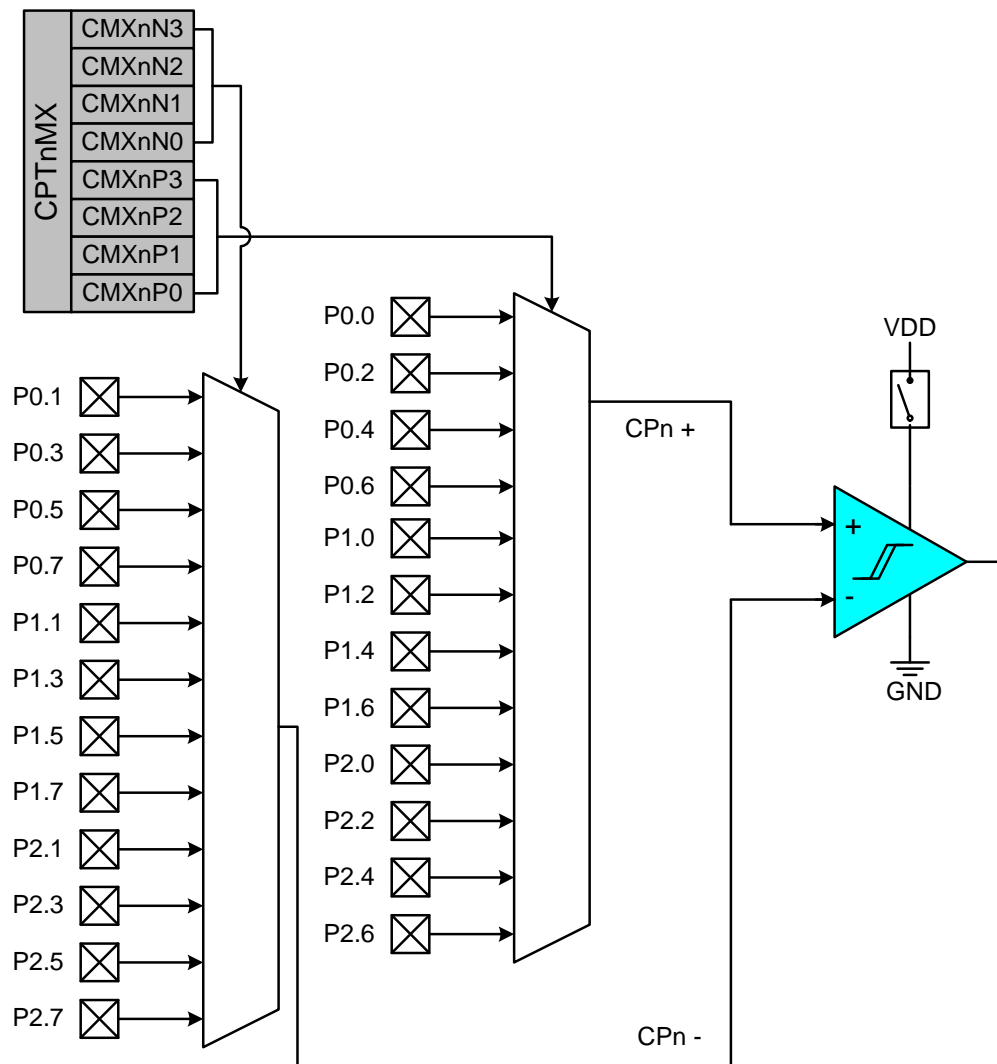 CPTnMX
CMXnN3
CMXnN2
CMXnN1
CMXnN0
CMXnP3
CMXnP2
CMXnP1
CMXnP0
P0.1
P0.3
P0.5
P0.7
P1.1
P1.3
P1.5
P1.7
P2.1
P2.3
P2.5
P2.7
P0.0
P0.2
P0.4
P0.6
P1.0
P1.2
P1.4
P1.6
P2.0
P2.2
P2.4
P2.6
CPn +
CPn -
VDD
+
-
GND